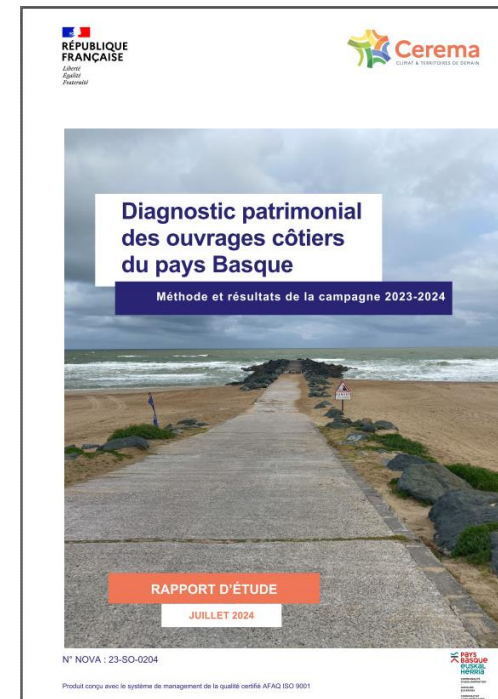 RÉPUBLIQUE
FRANÇAISE
Liberté
Égalité
Fraternité
Cerema
CLIMAT & TERRITOIRES DE DEMAIN
Diagnostic patrimonial
des ouvrages côtiers
du pays Basque
Méthode et résultats de la campagne 2023-2024
RAPPORT D'ÉTUDE
JUILLET 2024
N° NOVA : 23-SO-0204
PAYS
BASQUE
EUSKAL
HERRIA
Produit conçu avec le système de management de la qualité certifié AFAQ ISO 9001